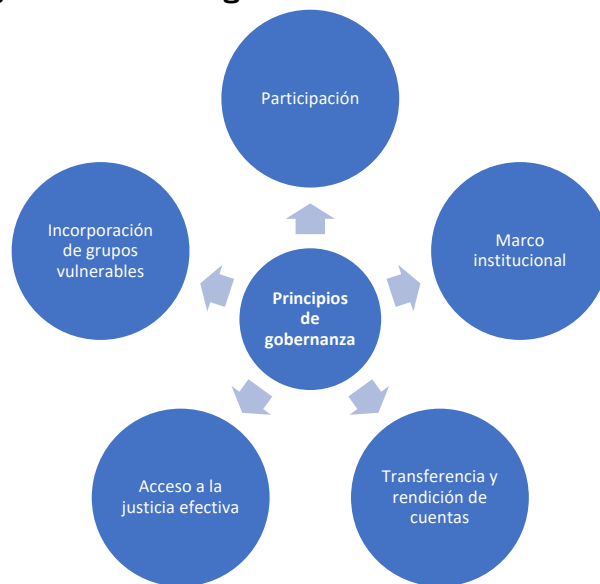 Participación
Incorporación
de grupos
vulnerables
Marco
institucional
Principios
de
gobernanza
Acceso a la
justicia efectiva
Transferencia y
rendición de
cuentas